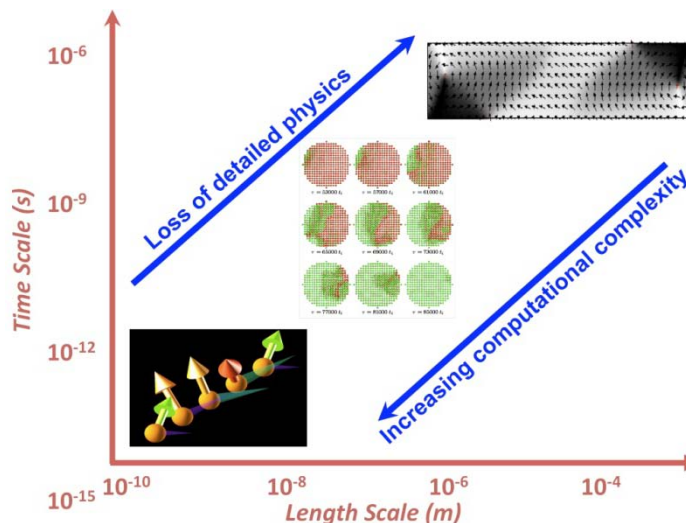 10-6
Loss of detailed physics
Time Scale (s)
10-9
Increasing computational complexity
10-12
10-15
10-10
10-8
10-6
10-4
Length Scale (m)